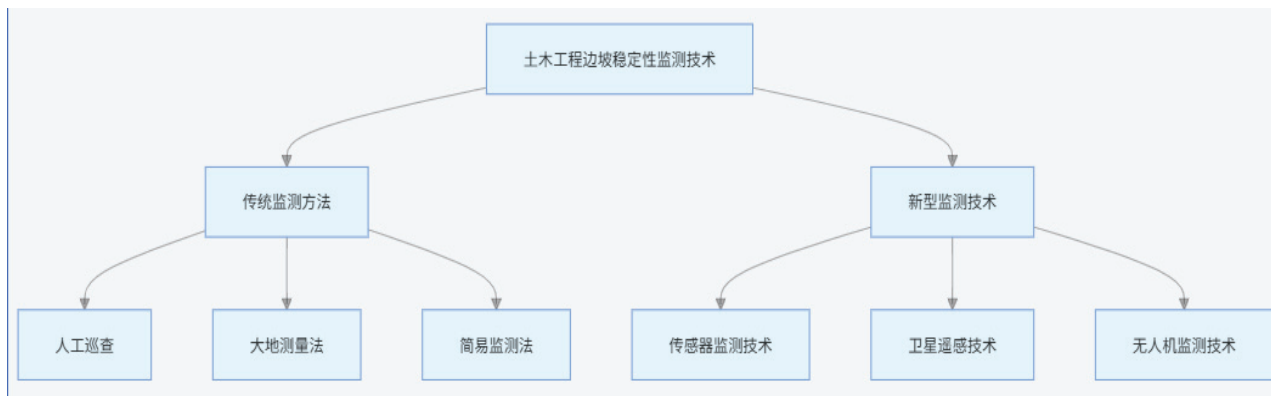 土木工程边坡稳定性监测技术
传统监测方法
新型监测技术
人工巡查
大地测量法
简易监测法
传感器监测技术
卫星遥感技术
无人机监测技术